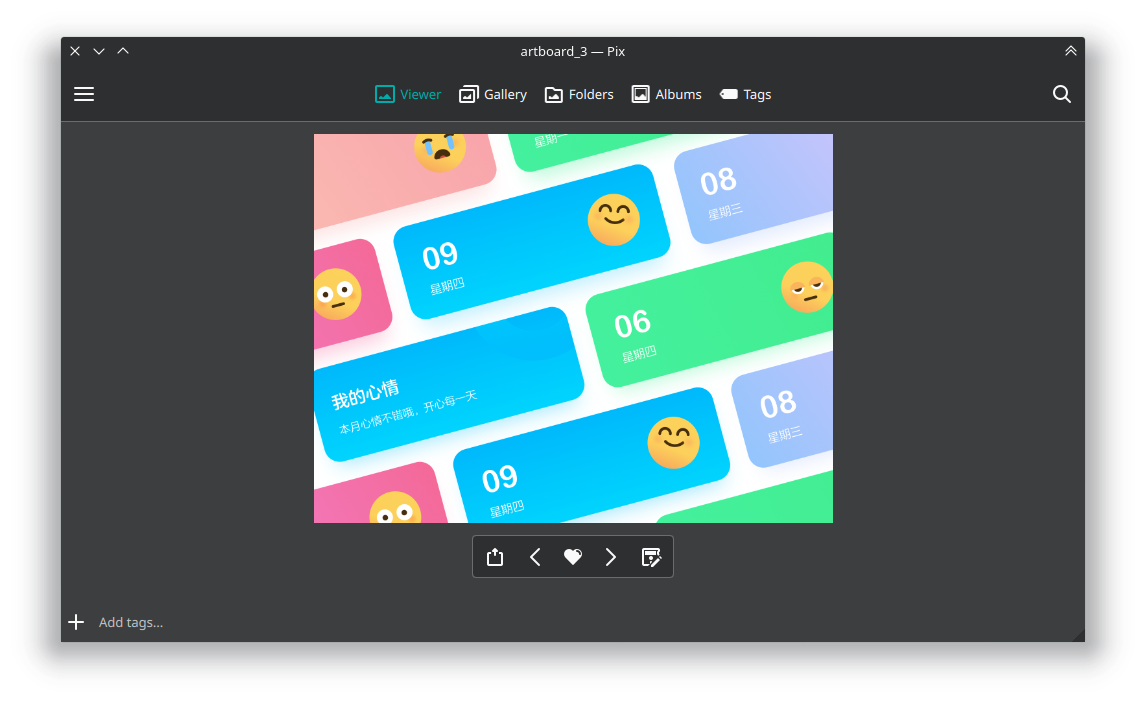 artboard_3 — Pix
Viewer Gallery Folders Albums Tags
星期一
08
星期三
09
星期四
06
星期四
我的心情
本月心情不错哦，开心每一天
08
星期三
09
星期四
Add tags...